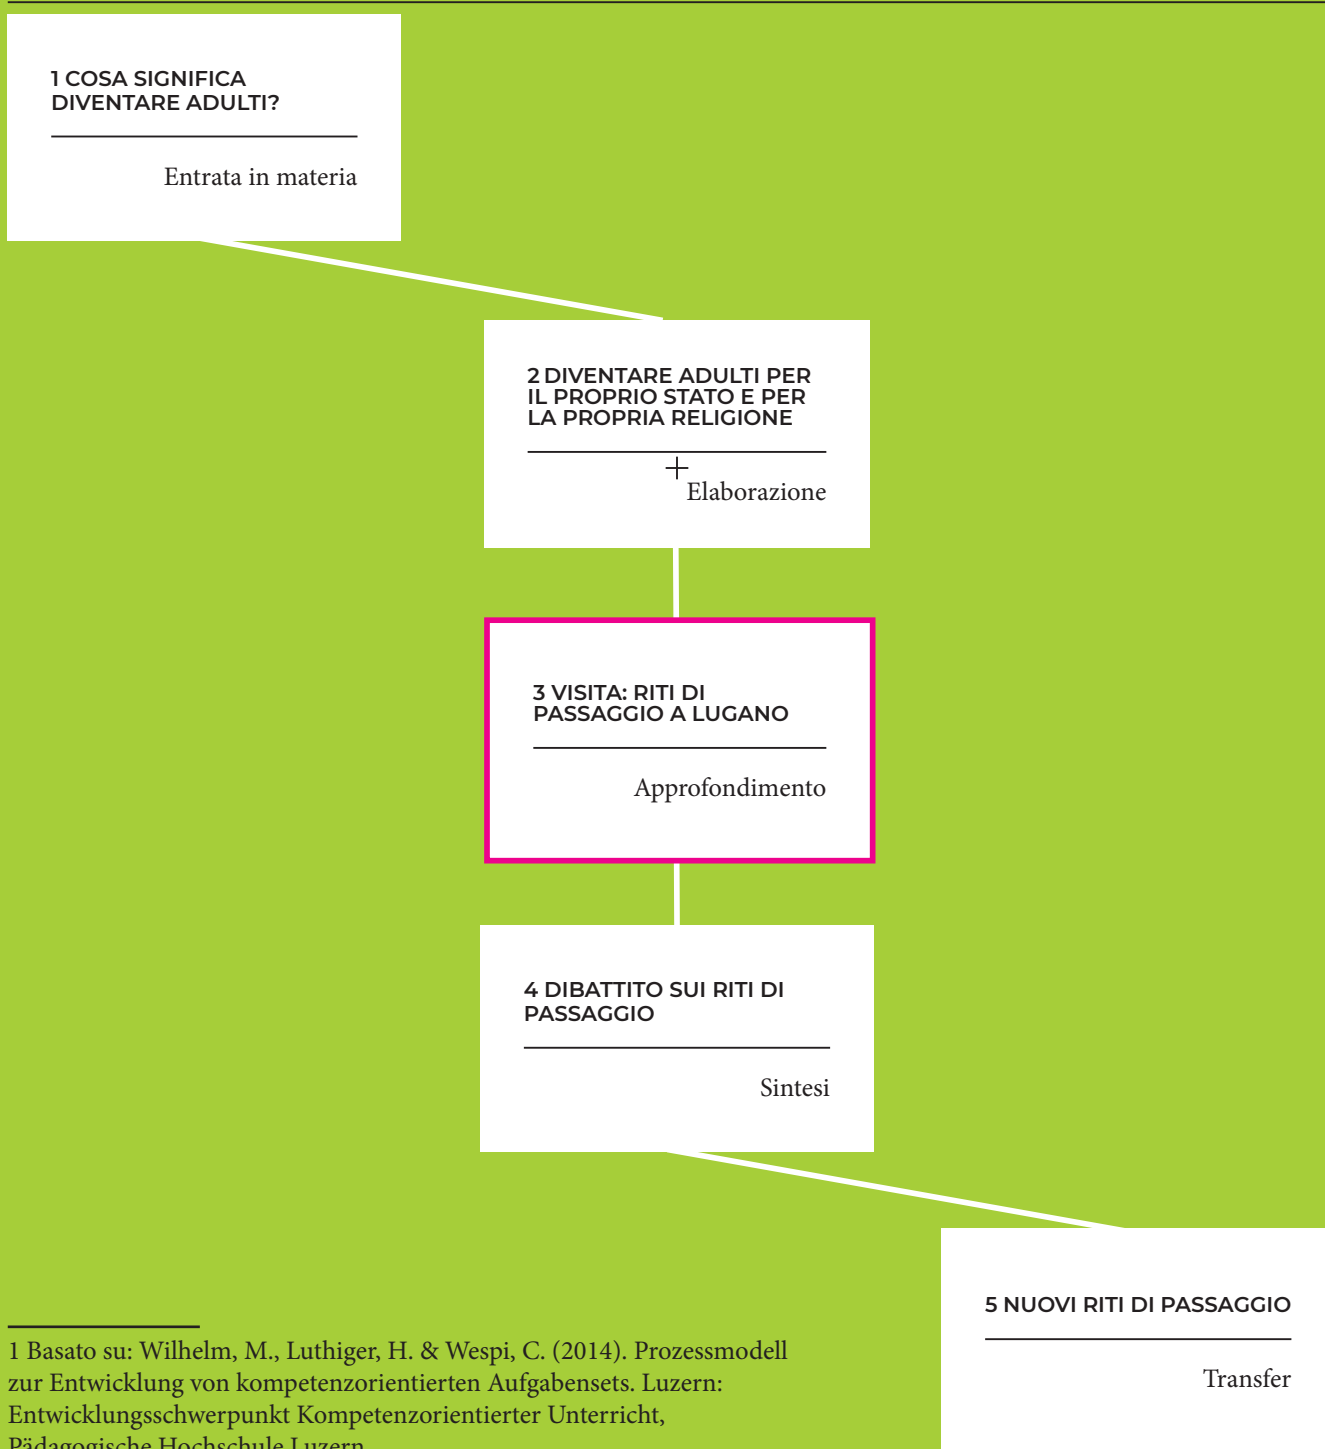 1 COSA SIGNIFICA
DIVENTARE ADULTI?
Entrata in materia
2 DIVENTARE ADULTI PER
IL PROPRIO STATO E PER
LA PROPRIA RELIGIONE
Elaborazione
3 VISITA: RITI DI
PASSAGGIO A LUGANO
Approfondimento
4 DIBATTITO SUI RITI DI
PASSAGGIO
Sintesi
5 NUOVI RITI DI PASSAGGIO
Transfer
1 Basato su: Wilhelm, M., Luthiger, H. & Wespi, C. (2014). Prozessmodell
zur Entwicklung von kompetenzorientierten Aufgabensets. Luzern:
Entwicklungsschwerpunkt Kompetenzorientierter Unterricht,
Pädagogische Hochschule Luzern